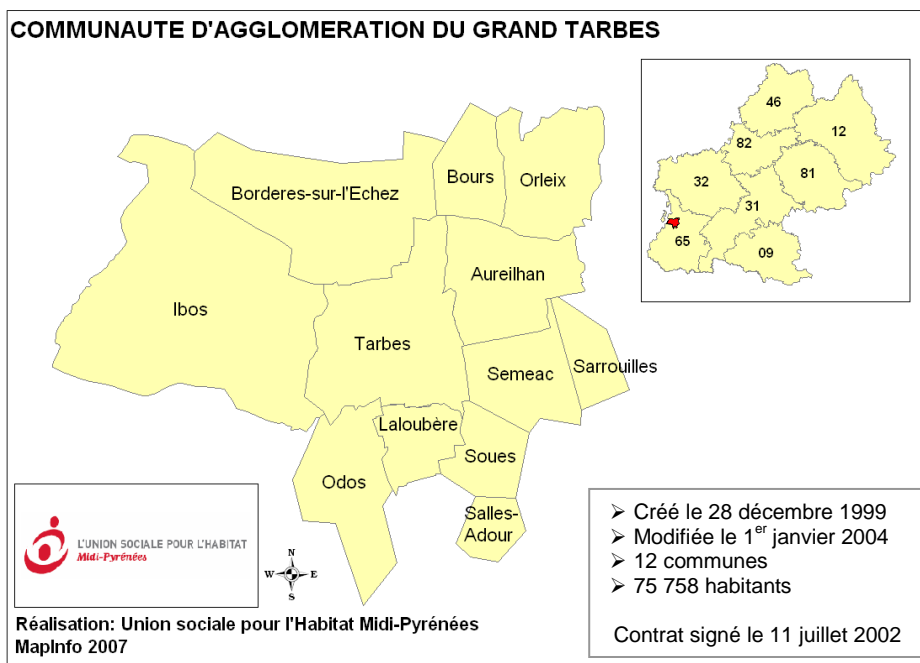 COMMUNAUTE D'AGGLOMERATION DU GRAND TARBES
46
12
82
81
32
31
65
09
Bours
Orleix
Borderes-sur-l'Echez
Aureilhan
Ibos
Tarbes
Sarrouilles
Semeac
Laloubère
Soues
Odos
Salles-
Adour
L'UNION SOCIALE POUR L'HABITAT
Midi-Pyrénées
N
W E
S
➢ Créé le 28 décembre 1999
➢ Modifiée le 1er janvier 2004
➢ 12 communes
➢ 75 758 habitants
Contrat signé le 11 juillet 2002
Réalisation: Union sociale pour l'Habitat Midi-Pyrénées
MapInfo 2007